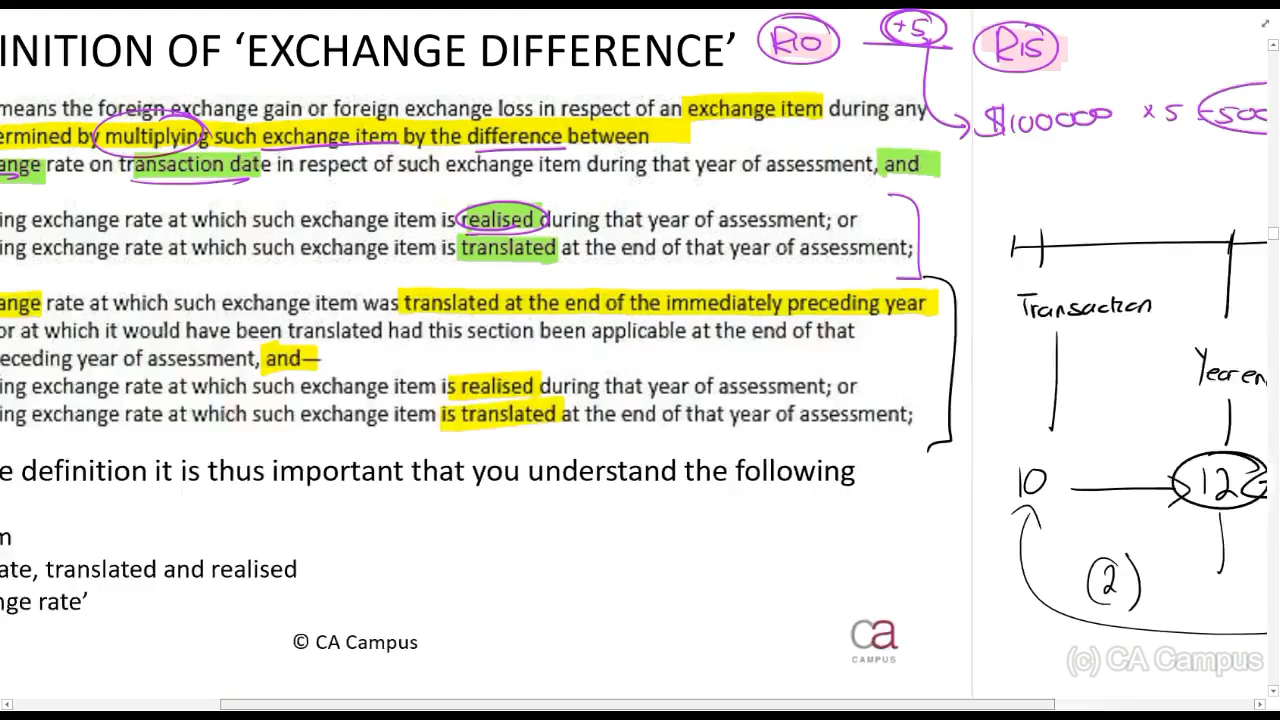 INITION OF ‘EXCHANGE DIFFERENCE’
R10
+5
R15
means the foreign exchange gain or foreign exchange loss in respect of an exchange item during any
ermined by multiplying such exchange item by the difference between
ange rate on transaction date in respect of such exchange item during that year of assessment, and
$100000 x 5 = 500
ing exchange rate at which such exchange item is realised during that year of assessment; or
ing exchange rate at which such exchange item is translated at the end of that year of assessment;
ange rate at which such exchange item was translated at the end of the immediately preceding year
or at which it would have been translated had this section been applicable at the end of that
receding year of assessment, and—
ing exchange rate at which such exchange item is realised during that year of assessment; or
ing exchange rate at which such exchange item is translated at the end of that year of assessment;
Transaction
Year en
10
12
(2)
e definition it is thus important that you understand the following
m
ate, translated and realised
nge rate’
© CA Campus
ca
CAMPUS
(c) CA Campus